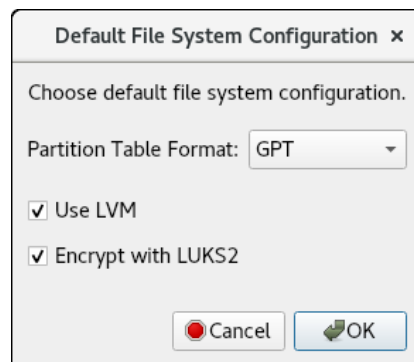 Default File System Configuration ×
Choose default file system configuration.
Partition Table Format: GPT
Use LVM
Encrypt with LUKS2
Cancel OK